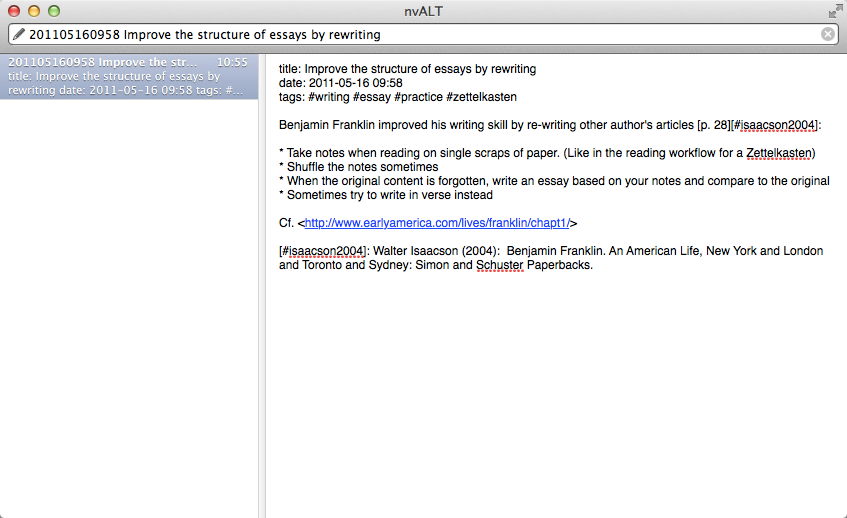 nvALT
201105160958 Improve the structure of essays by rewriting
201105160958 Improve the str... 10:55
title: Improve the structure of essays by
rewriting date: 2011-05-16 09:58 tags: #...
title: Improve the structure of essays by rewriting
date: 2011-05-16 09:58
tags: #writing #essay #practice #zettelkasten
Benjamin Franklin improved his writing skill by re-writing other author's articles [p. 28][#isaacson2004]:
* Take notes when reading on single scraps of paper. (Like in the reading workflow for a Zettelkasten)
* Shuffle the notes sometimes
* When the original content is forgotten, write an essay based on your notes and compare to the original
* Sometimes try to write in verse instead
Cf. <http://www.earlyamerica.com/lives/franklin/chapt1/>
[#isaacson2004]: Walter Isaacson (2004):  Benjamin Franklin. An American Life, New York and London
and Toronto and Sydney: Simon and Schuster Paperbacks.